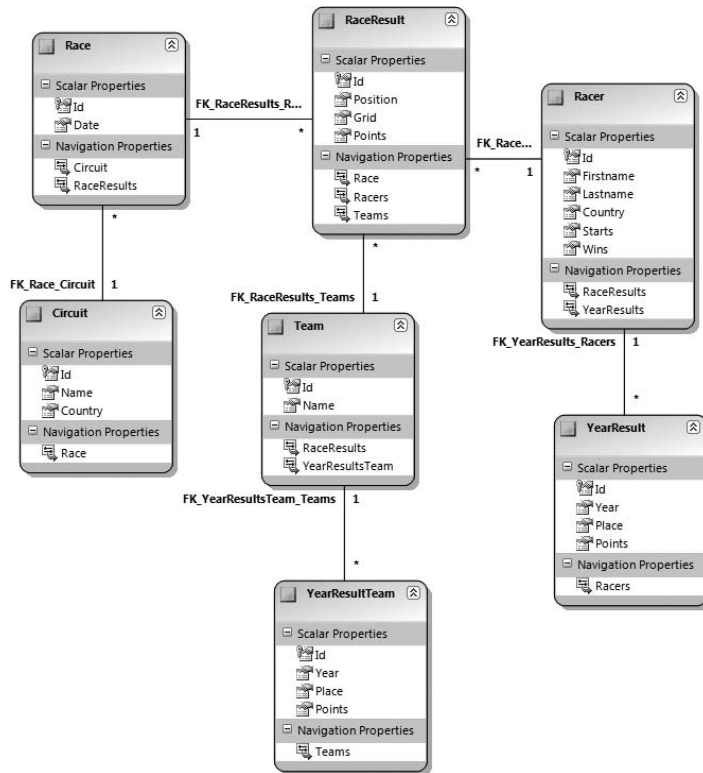 Race
Scalar Properties
Id
Date
Navigation Properties
Circuit
RaceResults
FK_RaceResults_R...
1
*
RaceResult
Scalar Properties
Id
Position
Grid
Points
Navigation Properties
Race
Racers
Teams
FK_Race...
*
1
Racer
Scalar Properties
Id
Firstname
Lastname
Country
Starts
Wins
Navigation Properties
RaceResults
YearResults
*
FK_Race_Circuit
1
Circuit
Scalar Properties
Id
Name
Country
Navigation Properties
Race
*
FK_RaceResults_Teams
1
Team
Scalar Properties
Id
Name
Navigation Properties
RaceResults
YearResultsTeam
FK_YearResults_Racers
1
*
YearResult
Scalar Properties
Id
Year
Place
Points
Navigation Properties
Racers
FK_YearResultsTeam_Teams
1
*
YearResultTeam
Scalar Properties
Id
Year
Place
Points
Navigation Properties
Teams